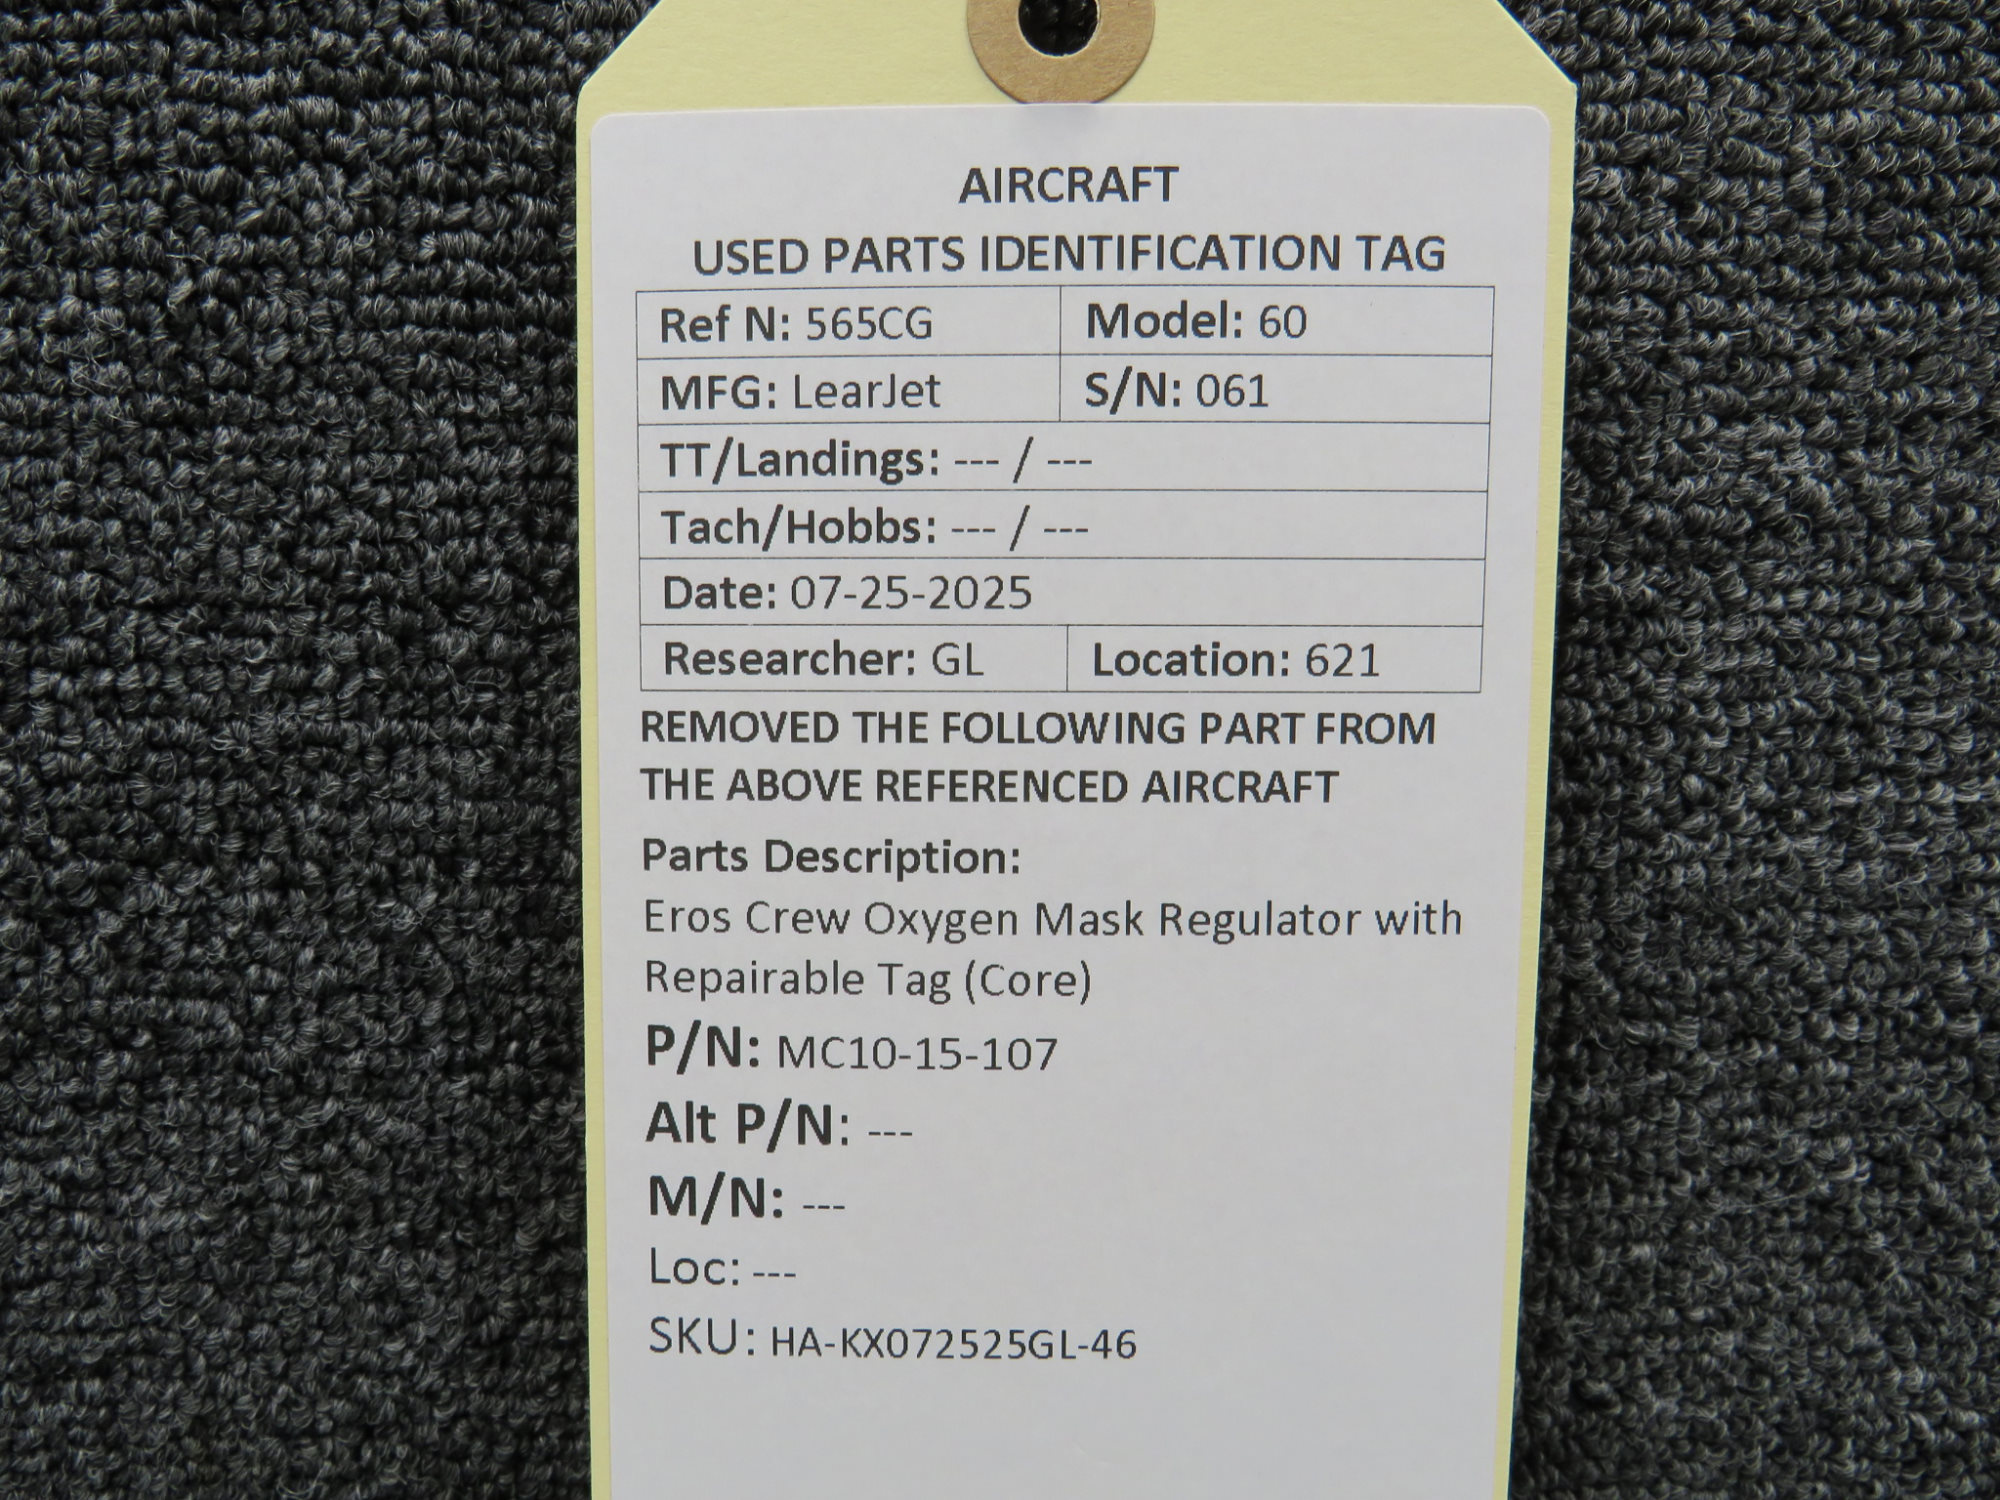 AIRCRAFT
USED PARTS IDENTIFICATION TAG
Ref N: 565CG Model: 60
MFG: LearJet S/N: 061
TT/Landings: --- / ---
Tach/Hobbs: --- / ---
Date: 07-25-2025
Researcher: GL Location: 621
REMOVED THE FOLLOWING PART FROM
THE ABOVE REFERENCED AIRCRAFT
Parts Description:
Eros Crew Oxygen Mask Regulator with
Repairable Tag (Core)
P/N: MC10-15-107
Alt P/N: ---
M/N: ---
Loc: ---
SKU: HA-KX072525GL-46